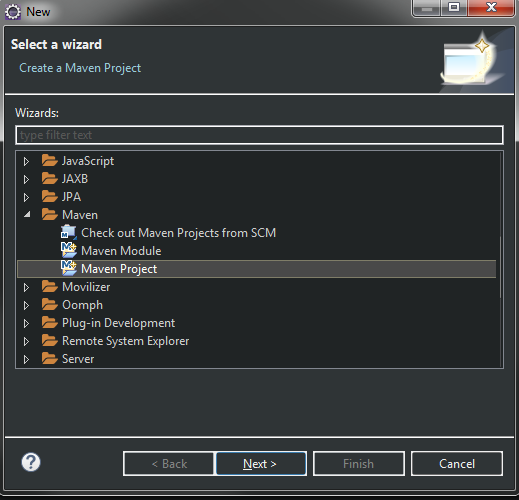 New
Select a wizard
Create a Maven Project
Wizards:
type filter text
JavaScript
JAXB
JPA
Maven
Check out Maven Projects from SCM
Maven Module
Maven Project
Movilizer
Oomph
Plug-in Development
Remote System Explorer
Server
< Back Next > Finish Cancel